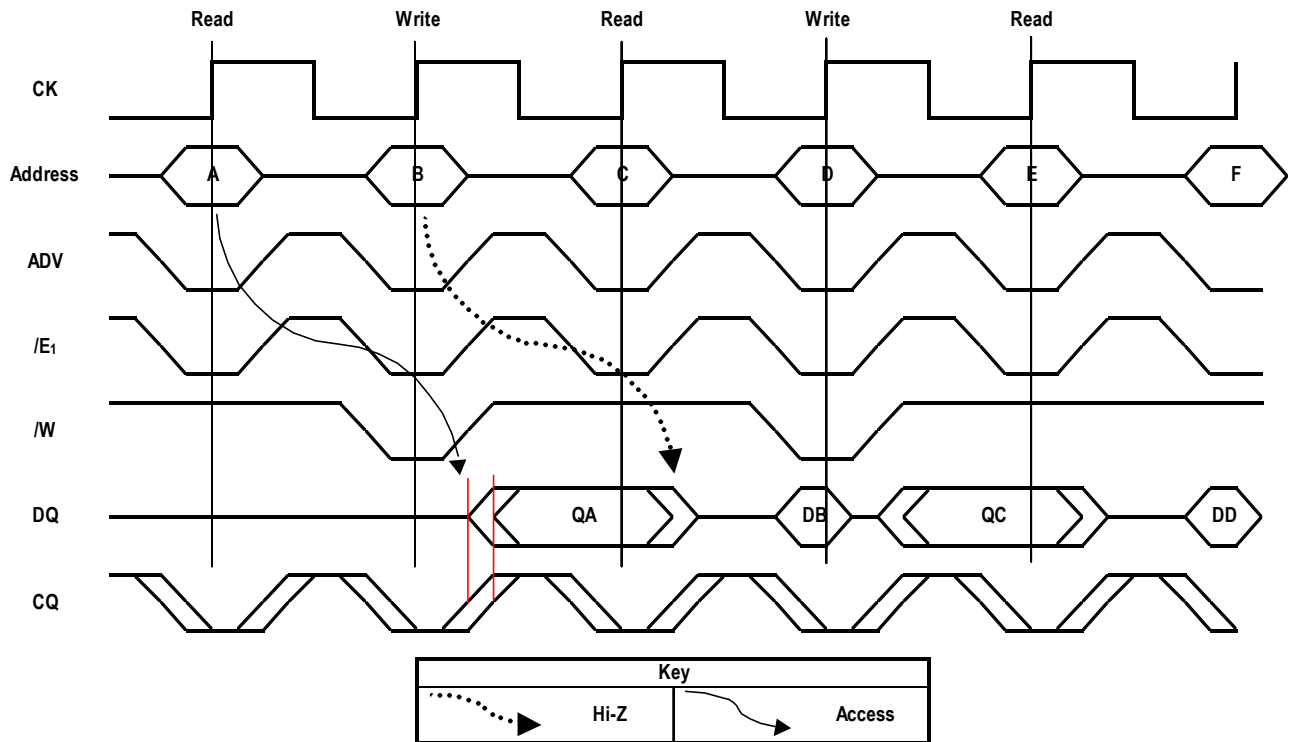 Read Write Read Write Read
CK
Address A B C D E F
ADV
/E1
/W
DQ QA DB QC DD
CQ
Key
Hi-Z Access